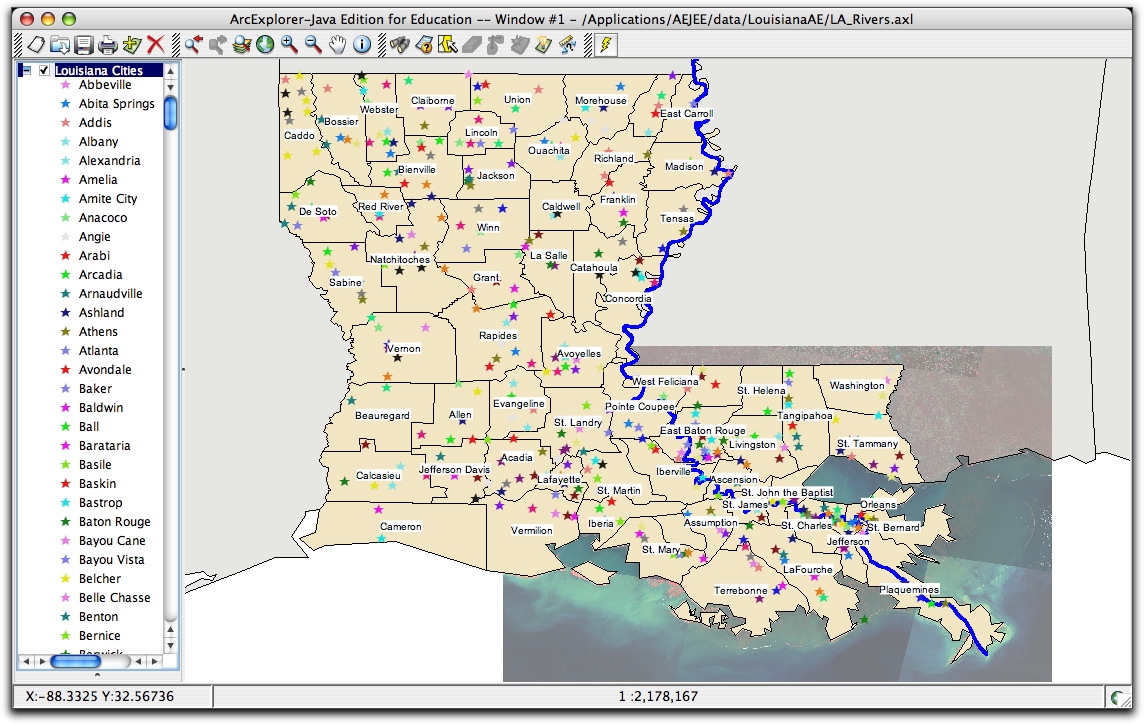 ArcExplorer-Java Edition for Education -- Window #1 - /Applications/AEJEE/data/LouisianaAE/LA_Rivers.axl
Louisiana Cities
Abbeville
Abita Springs
Addis
Albany
Alexandria
Amelia
Amite City
Anacoco
Angie
Arabi
Arcadia
Arnaudville
Ashland
Athens
Atlanta
Avondale
Baker
Baldwin
Ball
Barataria
Basile
Baskin
Bastrop
Baton Rouge
Bayou Cane
Bayou Vista
Belcher
Belle Chasse
Benton
Bernice
Claiborne
Union
Morehouse
Webster
East Carroll
Bossier
Caddo
Lincoln
Ouachita
Richland
Madison
Bienville
Jackson
Franklin
De Soto
Red River
Caldwell
Tensas
Winn
Natchitoches
La Salle
Catahoula
Sabine
Grant
Concordia
Rapides
Vernon
Avoyelles
West Feliciana
St. Helena
Washington
Beauregard
Allen
Evangeline
Pointe Coupee
Tangipahoa
St. Landry
East Baton Rouge
Livingston
St. Tammany
Acadia
Calcasieu
Jefferson Davis
Iberville
Lafayette
Ascension
St. Martin
St. John the Baptist
St. James
Orleans
Cameron
Vermilion
Iberia
Assumption
St. Charles
St. Bernard
Jefferson
St. Mary
LaFourche
Terrebonne
Plaquemines
X:-88.3325 Y:32.56736
1 :2,178,167